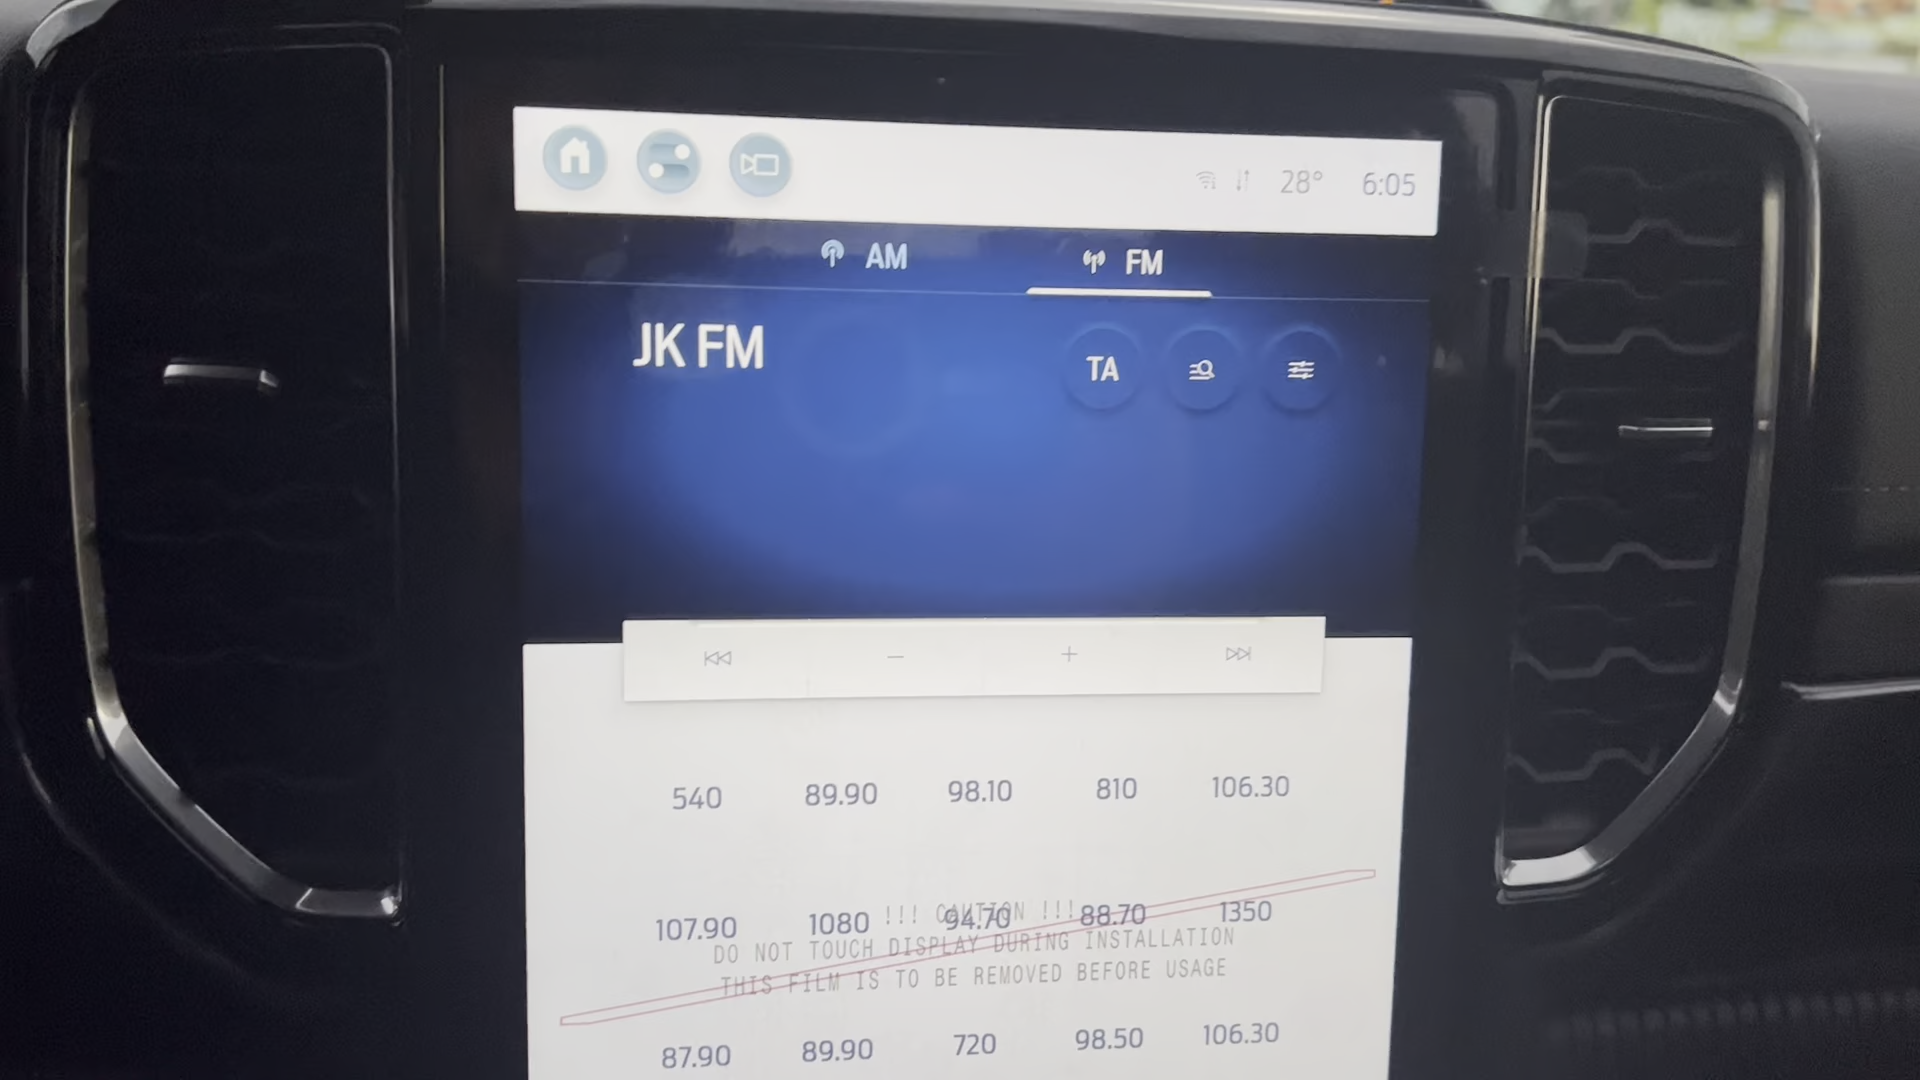 28° 6:05
AM FM
JK FM TA
540 89.90 98.10 810 106.30
107.90 1080 94.70 88.70 1350
!!! CAUTION !!!
DO NOT TOUCH DISPLAY DURING INSTALLATION
THIS FILM IS TO BE REMOVED BEFORE USAGE
87.90 89.90 720 98.50 106.30